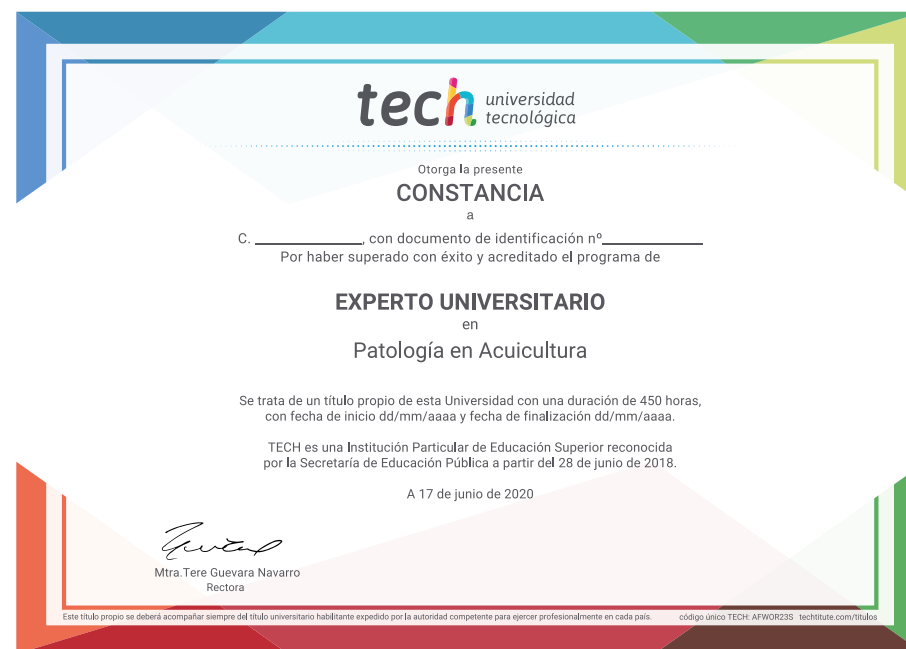 tech universidad
tecnológica
Otorga la presente
CONSTANCIA
a
C. ____________, con documento de identificación nº____________
Por haber superado con éxito y acreditado el programa de
EXPERTO UNIVERSITARIO
en
Patología en Acuicultura
Se trata de un título propio de esta Universidad con una duración de 450 horas,
con fecha de inicio dd/mm/aaaa y fecha de finalización dd/mm/aaaa.
TECH es una Institución Particular de Educación Superior reconocida
por la Secretaría de Educación Pública a partir del 28 de junio de 2018.
A 17 de junio de 2020
Mtra.Tere Guevara Navarro
Rectora
Este título propio se deberá acompañar siempre del título universitario habilitante expedido por la autoridad competente para ejercer profesionalmente en cada país. código único TECH: AFWOR23S techtitute.com/titulos